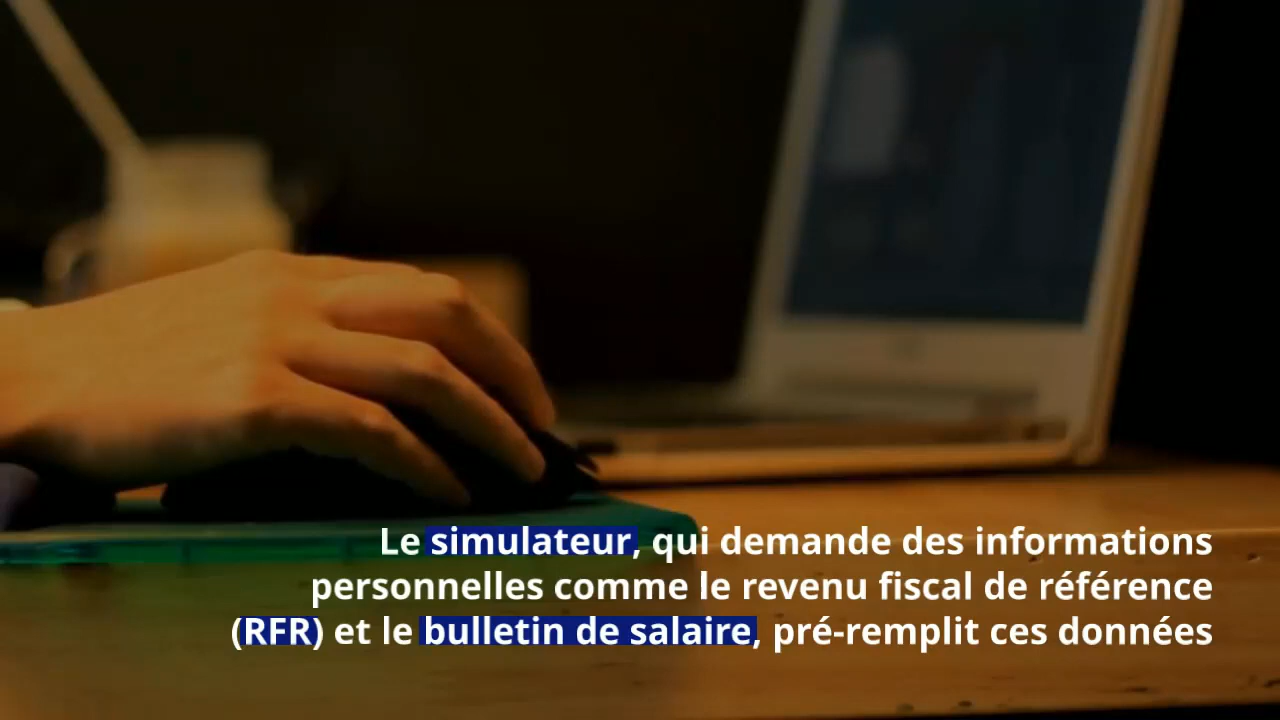 Le simulateur, qui demande des informations
personnelles comme le revenu fiscal de référence
(RFR) et le bulletin de salaire, pré-remplit ces données